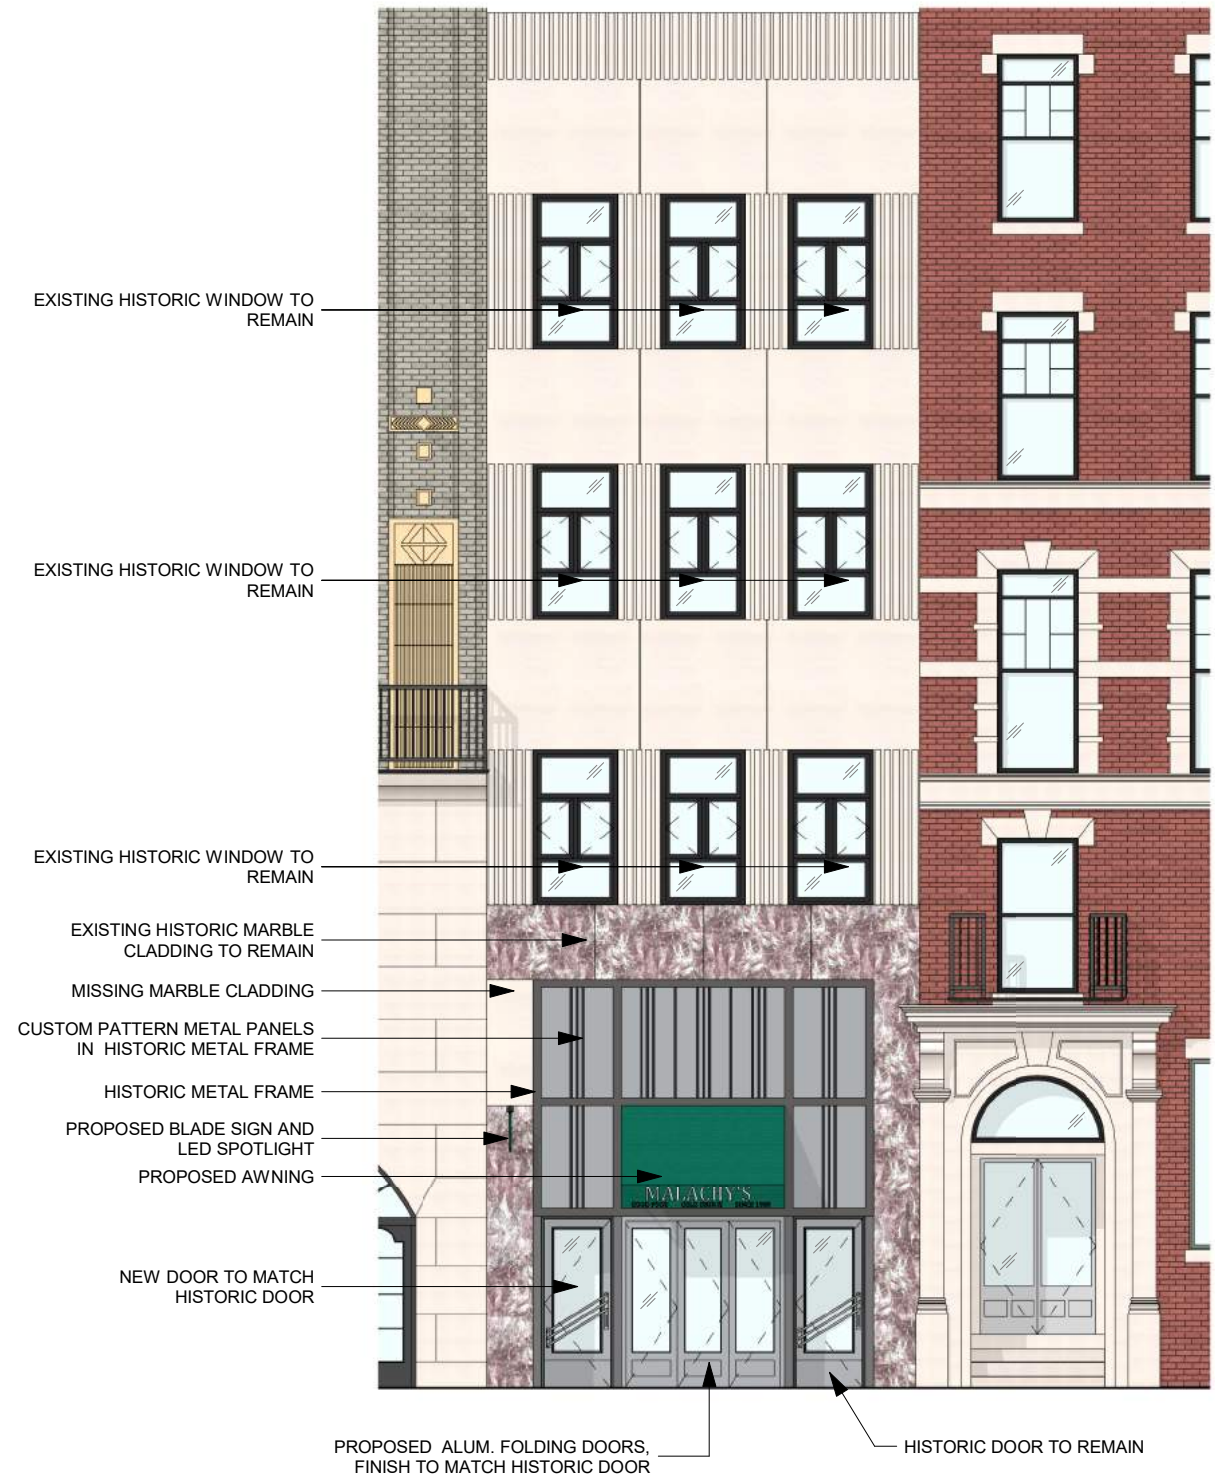 EXISTING HISTORIC WINDOW TO
REMAIN
EXISTING HISTORIC WINDOW TO
REMAIN
EXISTING HISTORIC WINDOW TO
REMAIN
EXISTING HISTORIC MARBLE
CLADDING TO REMAIN
MISSING MARBLE CLADDING
CUSTOM PATTERN METAL PANELS
IN HISTORIC METAL FRAME
HISTORIC METAL FRAME
PROPOSED BLADE SIGN AND
LED SPOTLIGHT
PROPOSED AWNING
MALACHY'S
NEW DOOR TO MATCH
HISTORIC DOOR
PROPOSED ALUM. FOLDING DOORS,
FINISH TO MATCH HISTORIC DOOR
HISTORIC DOOR TO REMAIN